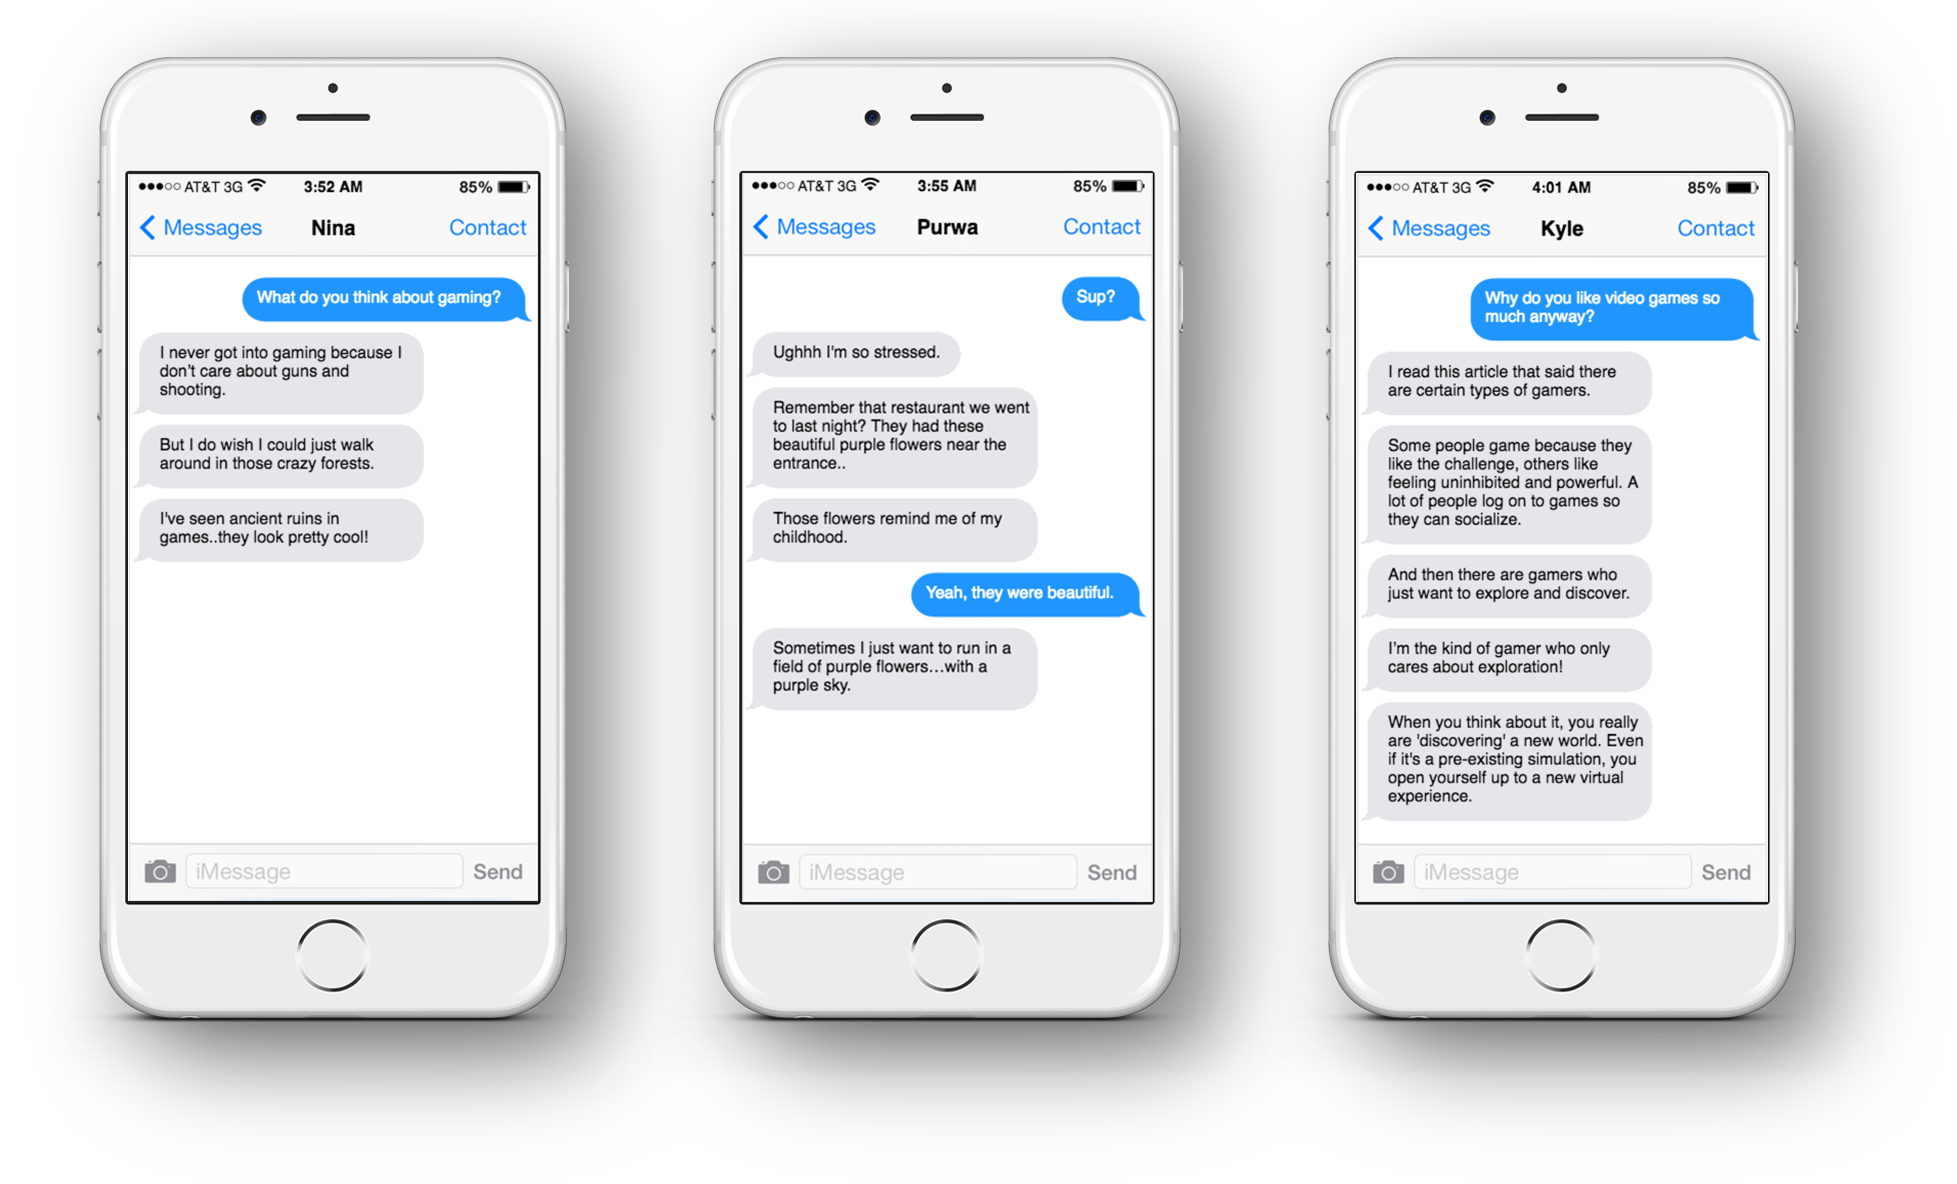 AT&T 3G 3:52 AM 85%
Messages Nina Contact
What do you think about gaming?
I never got into gaming because I
don't care about guns and
shooting.
But I do wish I could just walk
around in those crazy forests.
I've seen ancient ruins in
games..they look pretty cool!
iMessage Send
AT&T 3G 3:55 AM 85%
Messages Purwa Contact
Sup?
Ughhh I'm so stressed.
Remember that restaurant we went
to last night? They had these
beautiful purple flowers near the
entrance..
Those flowers remind me of my
childhood.
Yeah, they were beautiful.
Sometimes I just want to run in a
field of purple flowers...with a
purple sky.
iMessage Send
AT&T 3G 4:01 AM 85%
Messages Kyle Contact
Why do you like video games so
much anyway?
I read this article that said there
are certain types of gamers.
Some people game because they
like the challenge, others like
feeling uninhibited and powerful. A
lot of people log on to games so
they can socialize.
And then there are gamers who
just want to explore and discover.
I'm the kind of gamer who only
cares about exploration!
When you think about it, you really
are 'discovering' a new world. Even
if it's a pre-existing simulation, you
open yourself up to a new virtual
experience.
iMessage Send